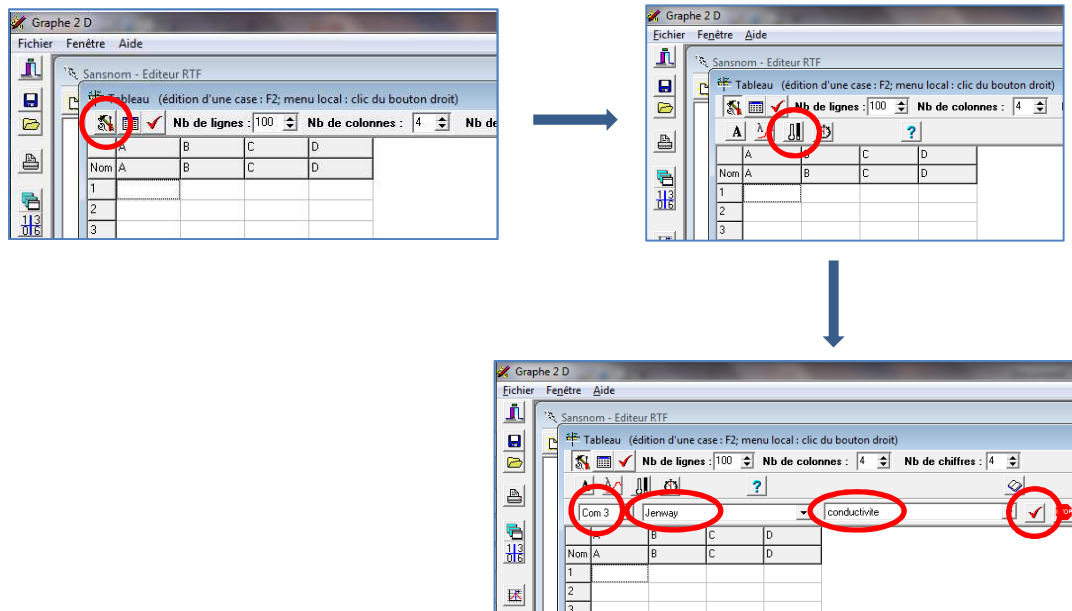 Graphe 2 D
Fichier Fenêtre Aide
Sansnom - Editeur RTF
Tableau (édition d'une case : F2; menu local : clic du bouton droit)
Nb de lignes : 100 Nb de colonnes : 4 Nb de
A B C D
Nom A B C D
1
2
3
Graphe 2 D
Fichier Fenêtre Aide
Sansnom - Editeur RTF
Tableau (édition d'une case : F2; menu local : clic du bouton droit)
Nb de lignes : 100 Nb de colonnes : 4
A λ ?
A B C D
Nom A B C D
1
2
3
Graphe 2 D
Fichier Fenêtre Aide
Sansnom - Editeur RTF
Tableau (édition d'une case : F2; menu local : clic du bouton droit)
Nb de lignes : 100 Nb de colonnes : 4 Nb de chiffres : 4
A λ ?
Com 3 Jenway conductivite
A B C D
Nom A B C D
1
2
3